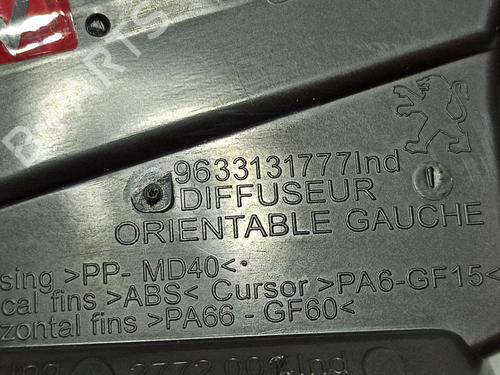 9633131777Ind
DIFFUSEUR
ORIENTABLE GAUCHE
sing >PP- MD40<
cal fins >ABS< Cursor >PA6-GF15<
zontal fins >PA66 - GF60<